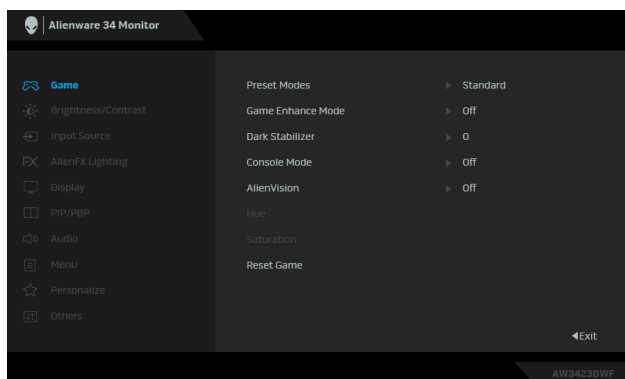 Alienware 34 Monitor
Game
Brightness/Contrast
Input Source
FX AlienFX Lighting
Display
PIP/PBP
Audio
Menu
Personalize
Others
Preset Modes Standard
Game Enhance Mode Off
Dark Stabilizer 0
Console Mode Off
AlienVision Off
Hue
Saturation
Reset Game
Exit
AW3423DWF